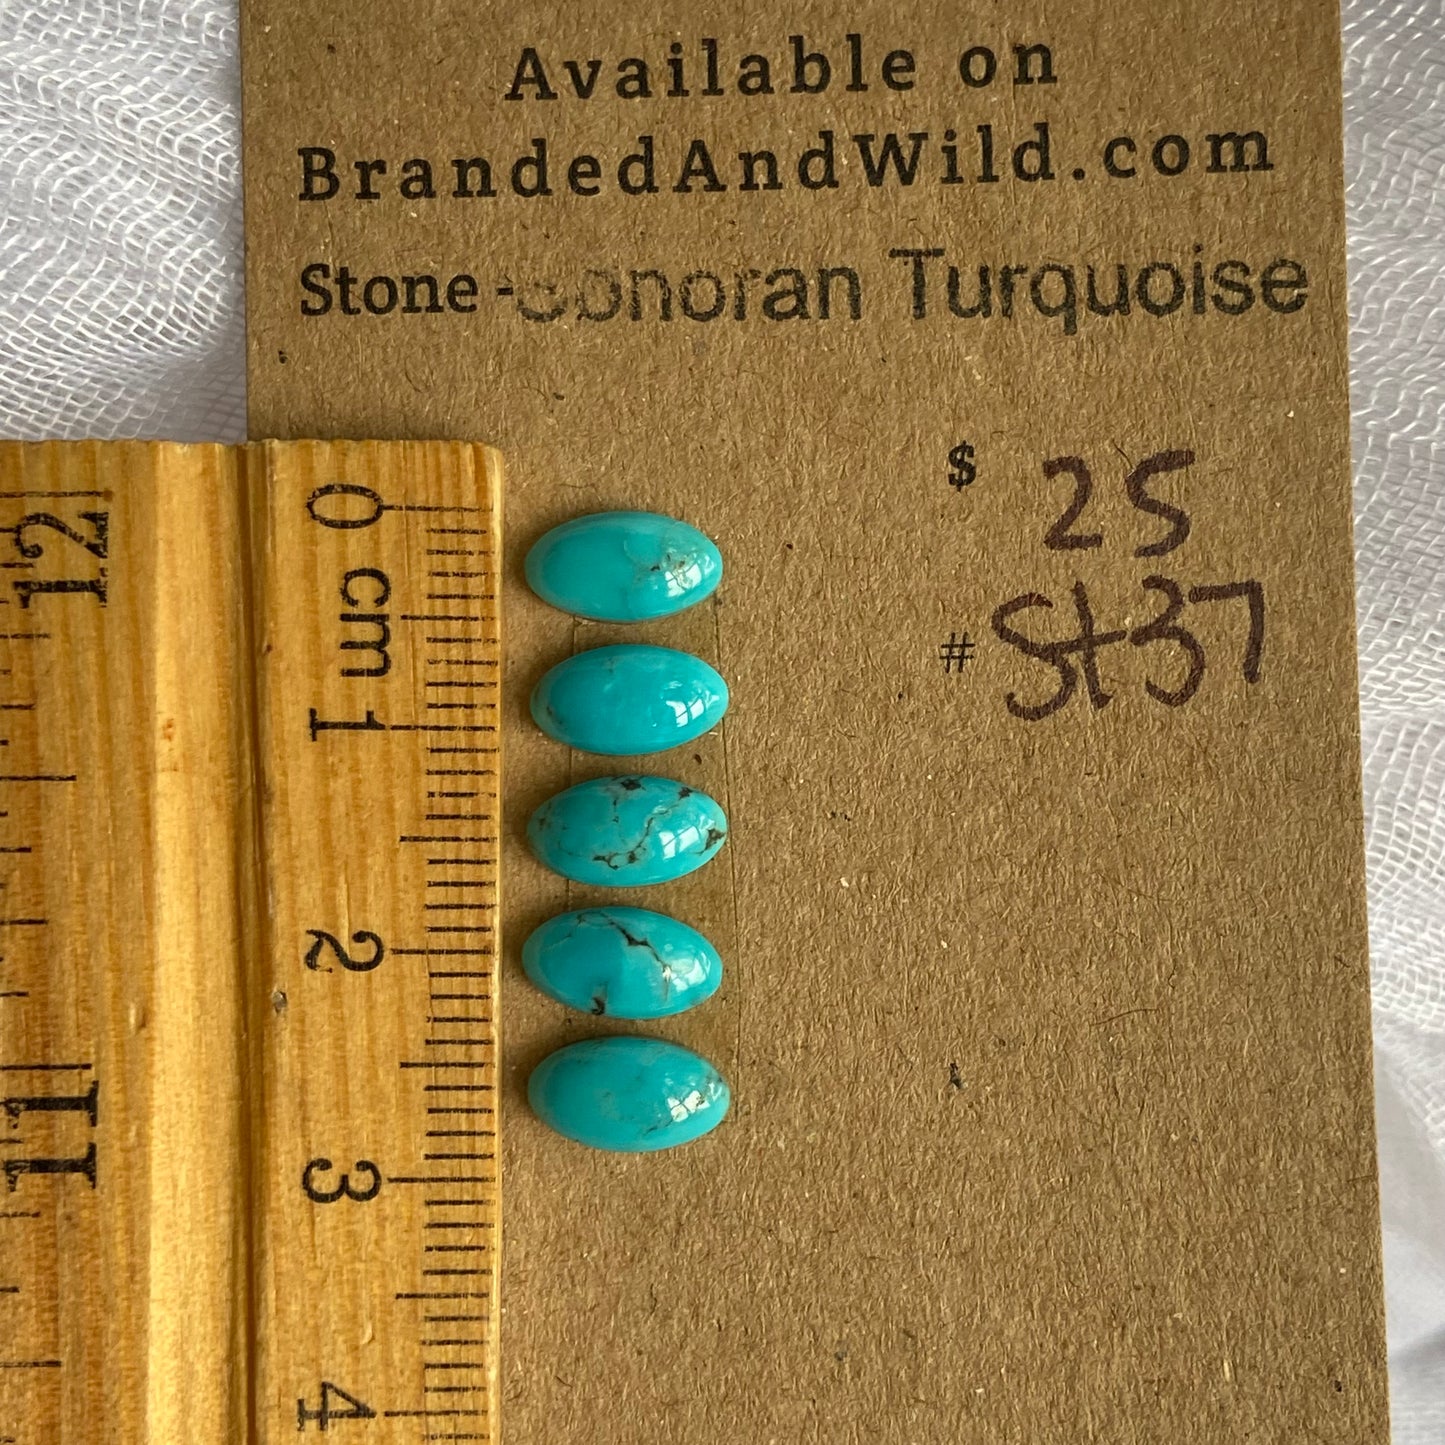 Available on
BrandedAndWild.com
Stone - Sonoran Turquoise
$ 25
# St37
0 cm 1 2 3 4
12
11